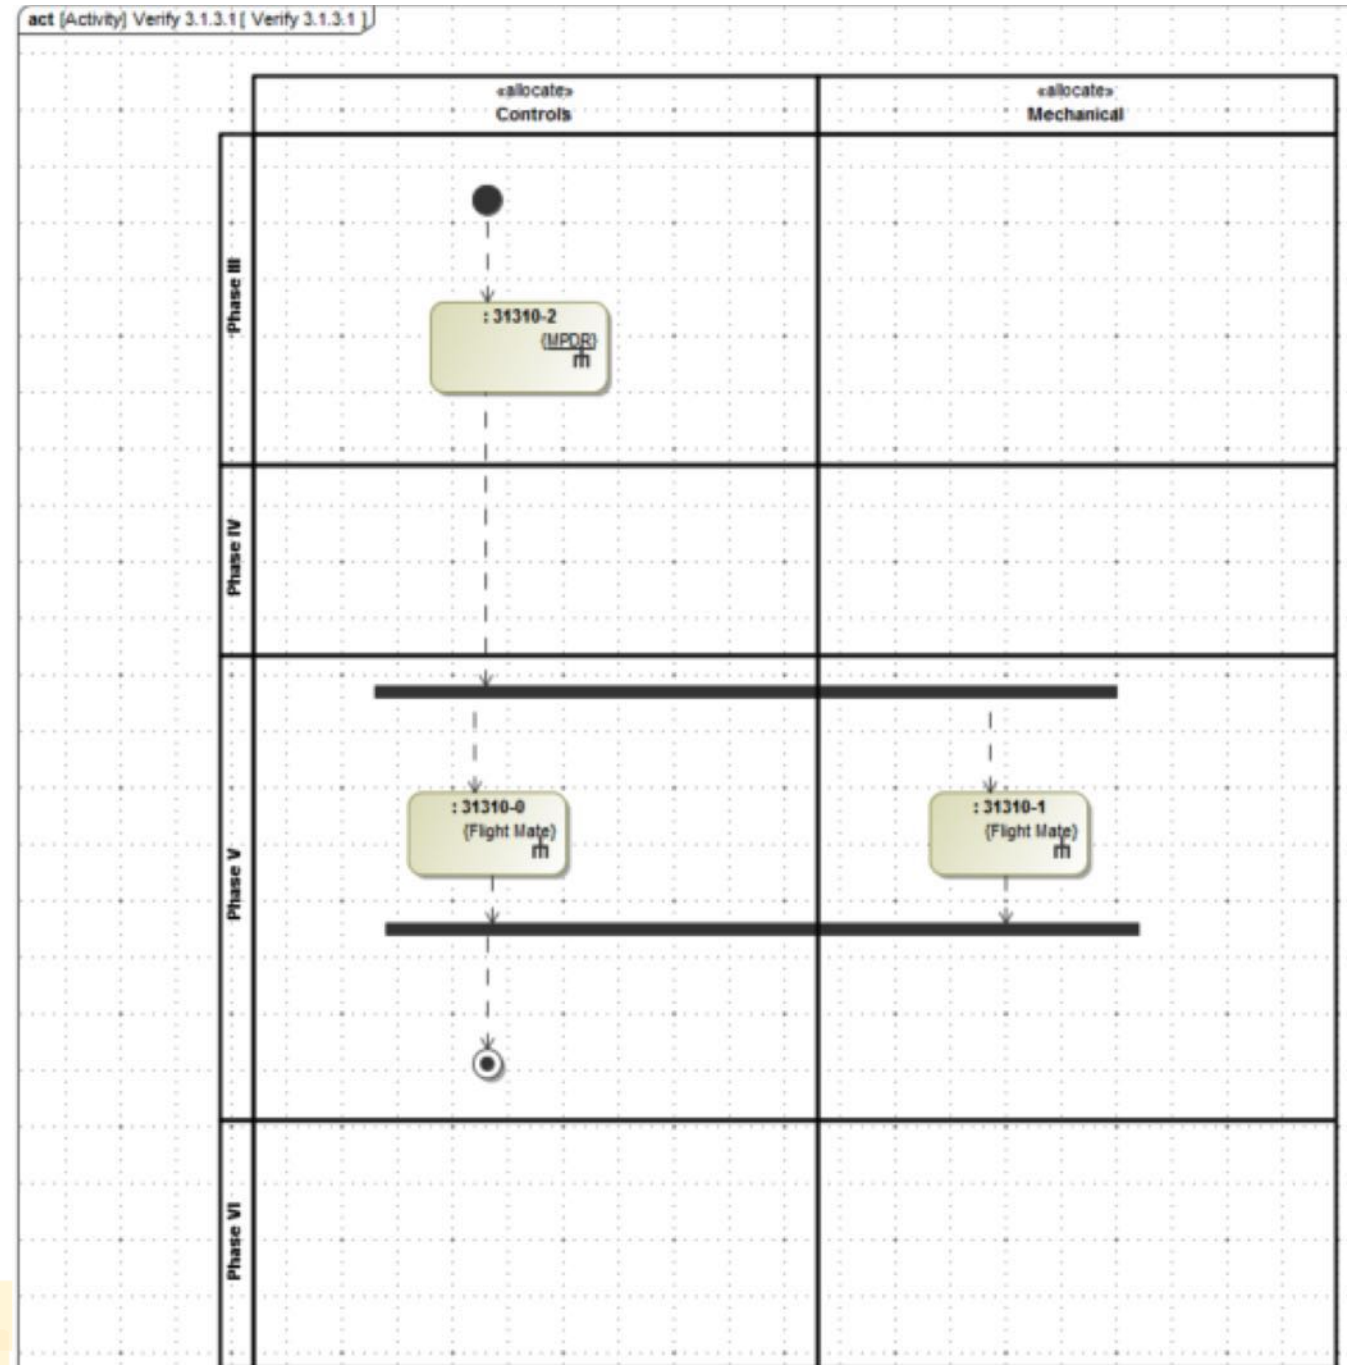 act [Activity] Verify 3.1.3.1 [ Verify 3.1.3.1 ]
«allocate»
Controls
«allocate»
Mechanical
Phase III
: 31310-2
{MPDR}
Phase IV
Phase V
: 31310-0
{Flight Mate}
: 31310-1
{Flight Mate}
Phase VI